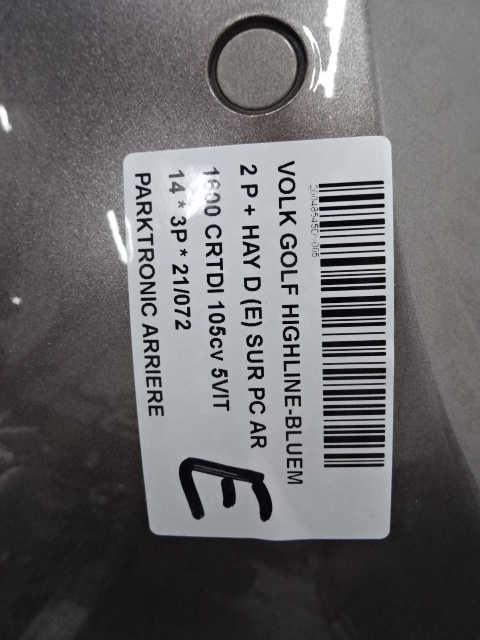 VOLK GOLF HIGHLINE-BLUEM
2 P + HAY D (E) SUR PC AR
1600 CRTDI 105cv 5VIT
14 * 3P * 21/072
PARKTRONIC ARRIERE
E